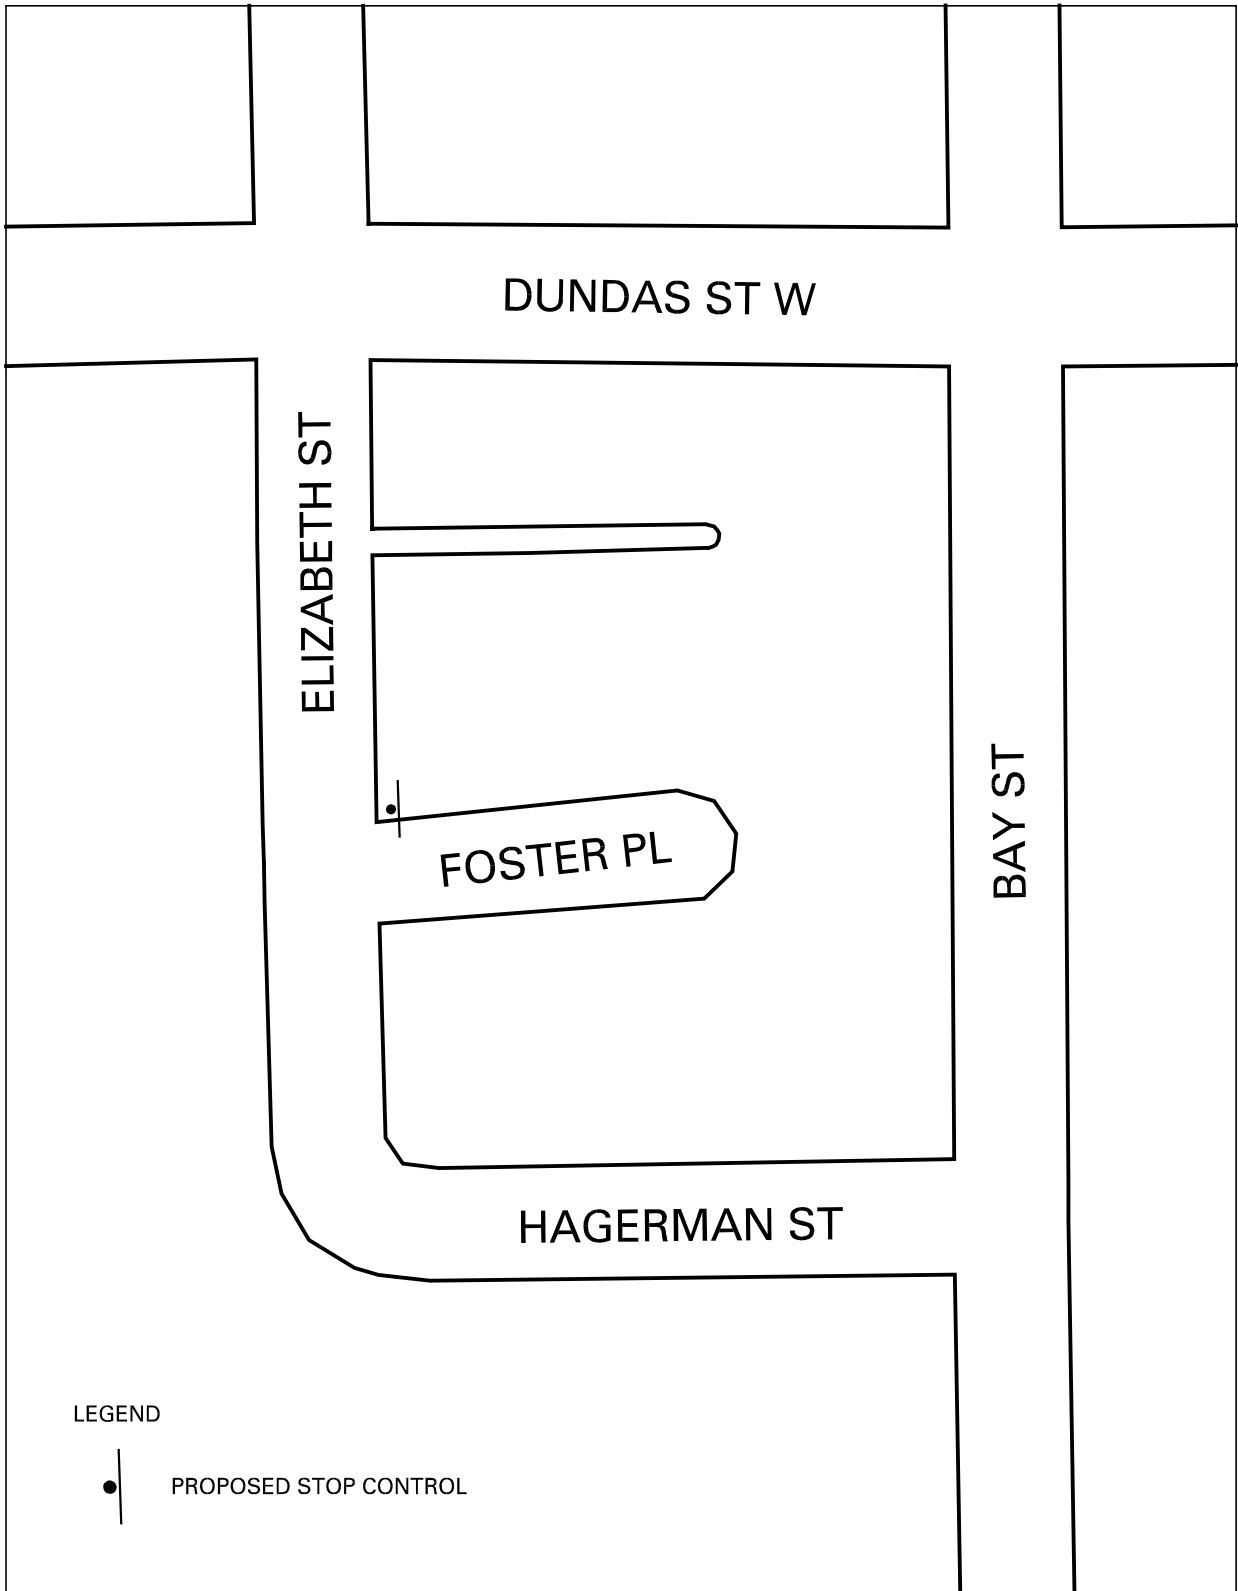 DUNDAS ST W
ELIZABETH ST
BAY ST
FOSTER PL
HAGERMAN ST
LEGEND
PROPOSED STOP CONTROL